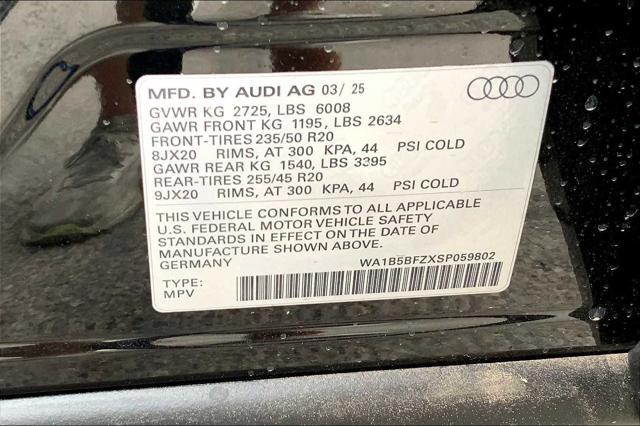 MFD. BY AUDI AG 03/ 25
GVWR KG 2725, LBS 6008
GAWR FRONT KG 1195, LBS 2634
FRONT-TIRES 235/50 R20
8JX20 RIMS, AT 300 KPA, 44 PSI COLD
GAWR REAR KG 1540, LBS 3395
REAR-TIRES 255/45 R20
9JX20 RIMS, AT 300 KPA, 44 PSI COLD
THIS VEHICLE CONFORMS TO ALL APPLICABLE
U.S. FEDERAL MOTOR VEHICLE SAFETY
STANDARDS IN EFFECT ON THE DATE OF
MANUFACTURE SHOWN ABOVE.
GERMANY WA1B5BFZXSP059802
TYPE:
MPV